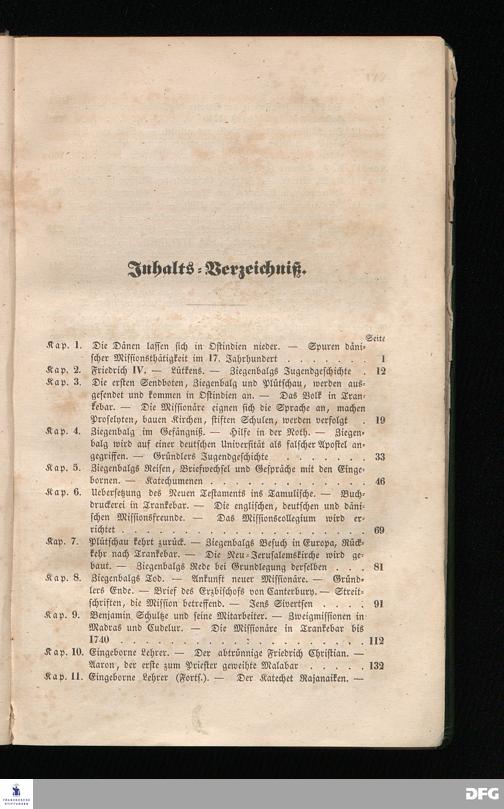 Inhalts-Verzeichniß.
Seite
Kap. 1. Die Dänen lassen sich in Ostindien nieder. — Spuren däni-
scher Missionsthätigkeit im 17. Jahrhundert . . . . . . 1
Kap. 2. Friedrich IV. — Lütkens. — Ziegenbalgs Jugendgeschichte . 12
Kap. 3. Die ersten Sendboten, Ziegenbalg und Plütschau, werden aus-
gesendet und kommen in Ostindien an. — Das Volk in Tran-
kebar. — Die Missionäre eignen sich die Sprache an, machen
Proselyten, bauen Kirchen, stiften Schulen, werden verfolgt . 19
Kap. 4. Ziegenbalg im Gefängniß. — Hilfe in der Noth. — Ziegen-
balg wird auf einer deutschen Universität als falscher Apostel an-
gegriffen. — Gründlers Jugendgeschichte . . . . . . . 33
Kap. 5. Ziegenbalgs Reisen, Briefwechsel und Gespräche mit den Einge-
bornen. — Katechumenen . . . . . . . . . . . . 46
Kap. 6. Uebersetzung des Neuen Testaments ins Tamulische. — Buch-
druckerei in Trankebar. — Die englischen, deutschen und däni-
schen Missionsfreunde. — Das Missionscollegium wird er-
richtet . . . . . . . . . . . . . . . . . . . 69
Kap. 7. Plütschau kehrt zurück. — Ziegenbalgs Besuch in Europa, Rück-
kehr nach Trankebar. — Die Neu-Jerusalemskirche wird ge-
baut. — Ziegenbalgs Rede bei Grundlegung derselben . . . 81
Kap. 8. Ziegenbalgs Tod. — Ankunft neuer Missionäre. — Gründ-
lers Ende. — Brief des Erzbischofs von Canterbury. — Streit-
schriften, die Mission betreffend. — Jens Sivertsen . . . . 91
Kap. 9. Benjamin Schultze und seine Mitarbeiter. — Zweigmissionen in
Madras und Cudelur. — Die Missionäre in Trankebar bis
1740 . . . . . . . . . . . . . . . . . . . . 112
Kap. 10. Eingeborne Lehrer. — Der abtrünnige Friedrich Christian. —
Aaron, der erste zum Priester geweihte Malabar . . . . . 132
Kap. 11. Eingeborne Lehrer (Forts.). — Der Katechet Rajanaiken. —
FRANCKESCHE
STIFTUNGEN
DFG